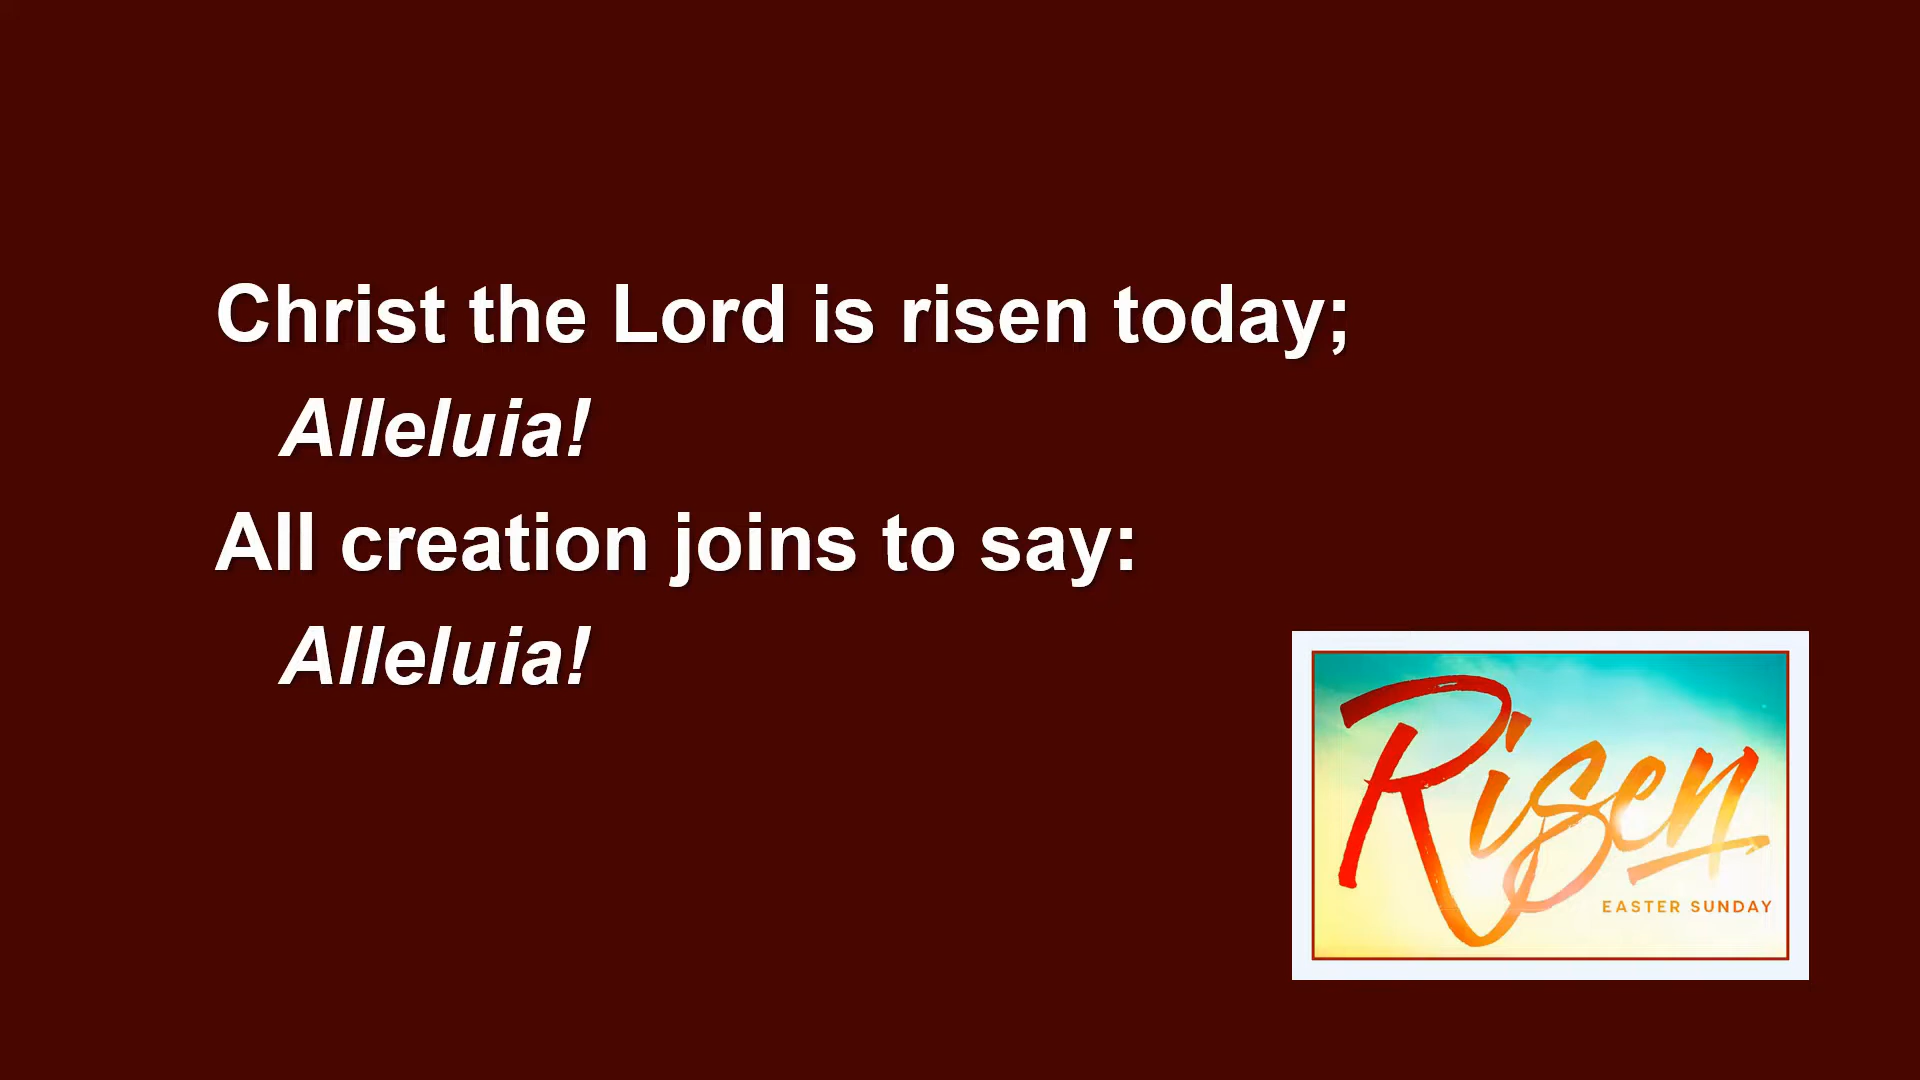 Christ the Lord is risen today;
Alleluia!
All creation joins to say:
Alleluia!
Risen
EASTER SUNDAY